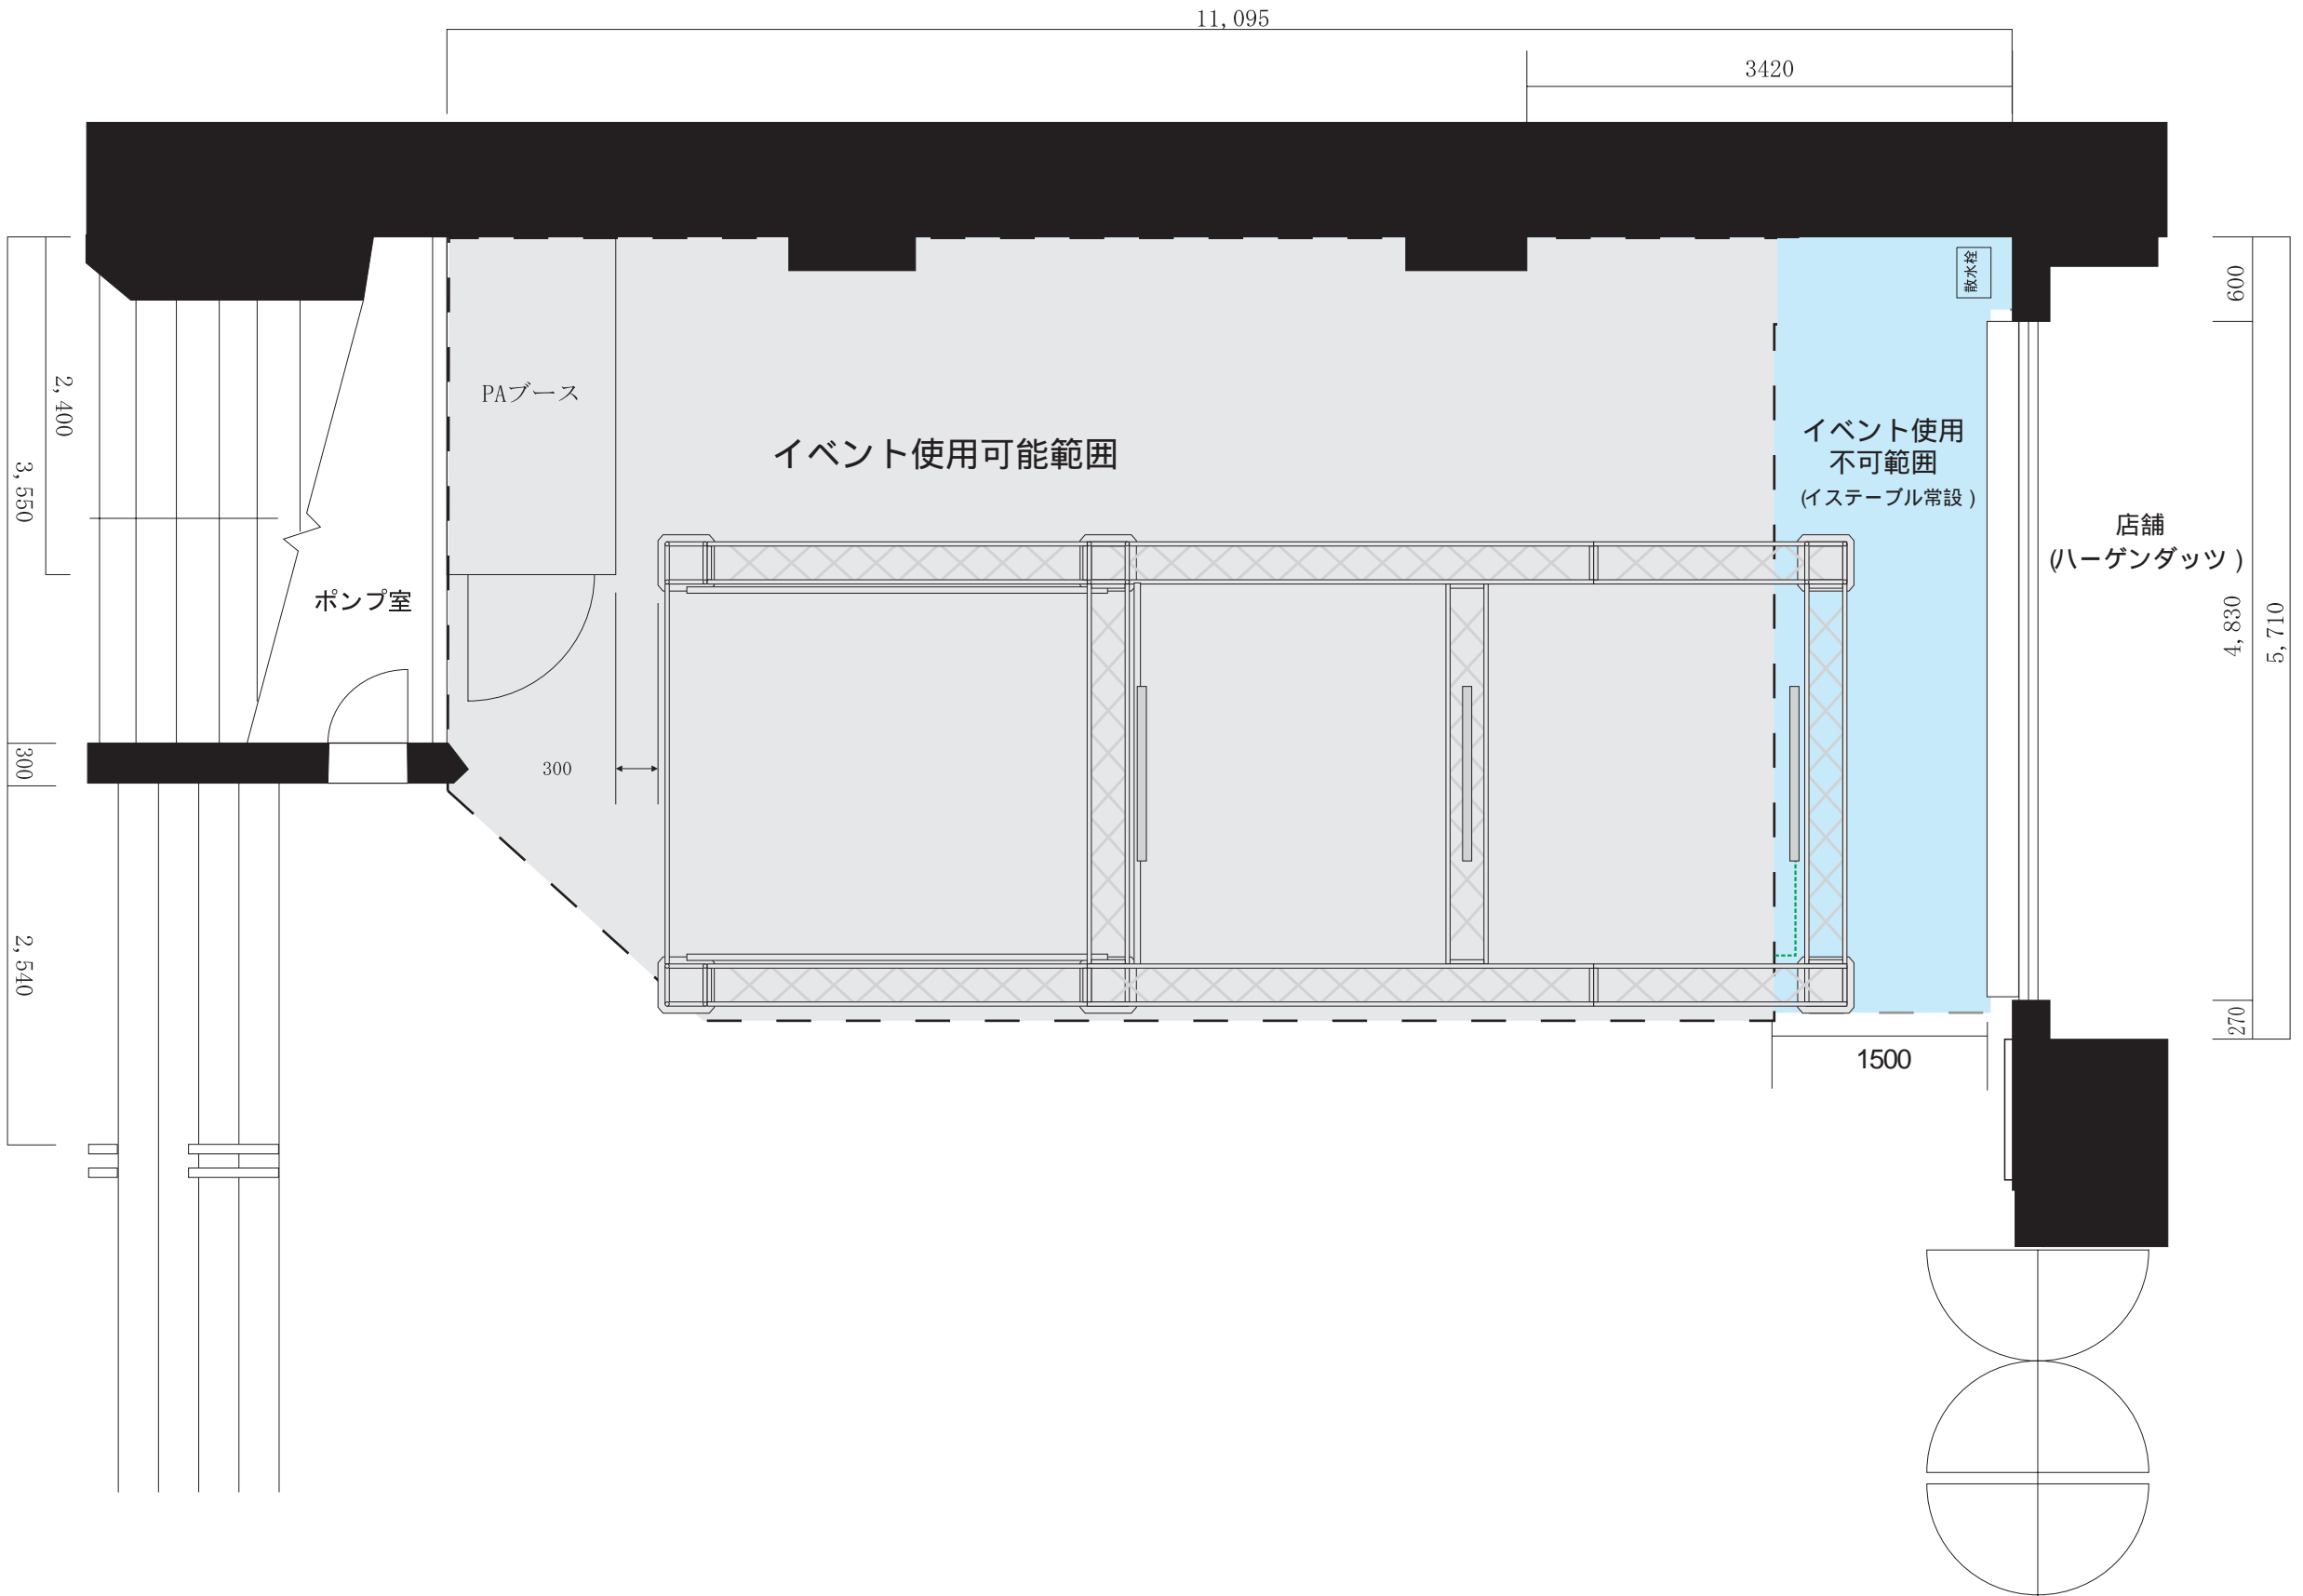 11,095
3420
散水栓
600
2,400
PAブース
イベント使用可能範囲
イベント使用
不可範囲
(イステーブル常設)
3,550
店舗
(ハーゲンダッツ)
ポンプ室
4,830
5,710
300
300
2,540
270
1500